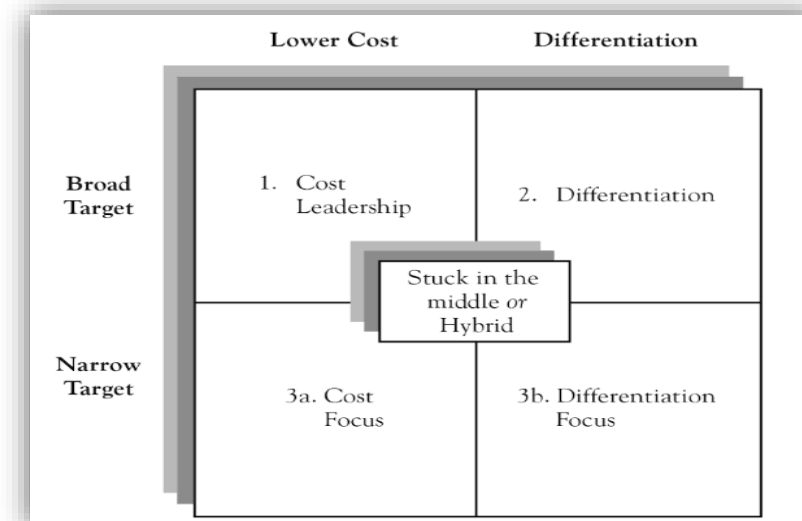 Lower Cost
Differentiation
Broad
Target
1. Cost
Leadership
2. Differentiation
Stuck in the
middle or
Hybrid
Narrow
Target
3a. Cost
Focus
3b. Differentiation
Focus